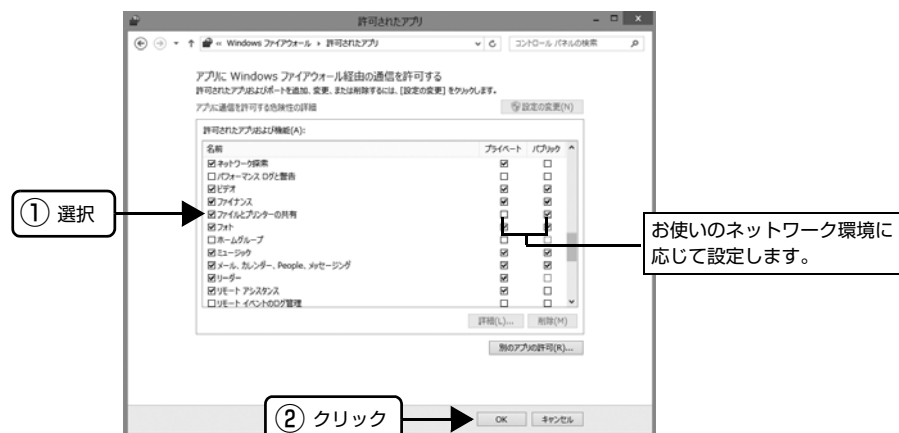 許可されたアプリ
« Windows ファイアウォール › 許可されたアプリ
コントロール パネルの検索
アプリに Windows ファイアウォール経由の通信を許可する
許可されたアプリおよびポートを追加、変更、または削除するには、[設定の変更] をクリックします。
アプリに通信を許可する危険性の詳細
設定の変更(N)
許可されたアプリおよび機能(A):
名前 プライベート パブリック
ネットワーク探索
パフォーマンス ログと警告
ビデオ
ファイナンス
ファイルとプリンターの共有
フォト
ホームグループ
ミュージック
メール、カレンダー、People、メッセージング
リーダー
リモート アシスタンス
リモート イベントのログ管理
① 選択
お使いのネットワーク環境に
応じて設定します。
詳細(L)... 削除(M)
別のアプリの許可(R)...
② クリック
OK キャンセル